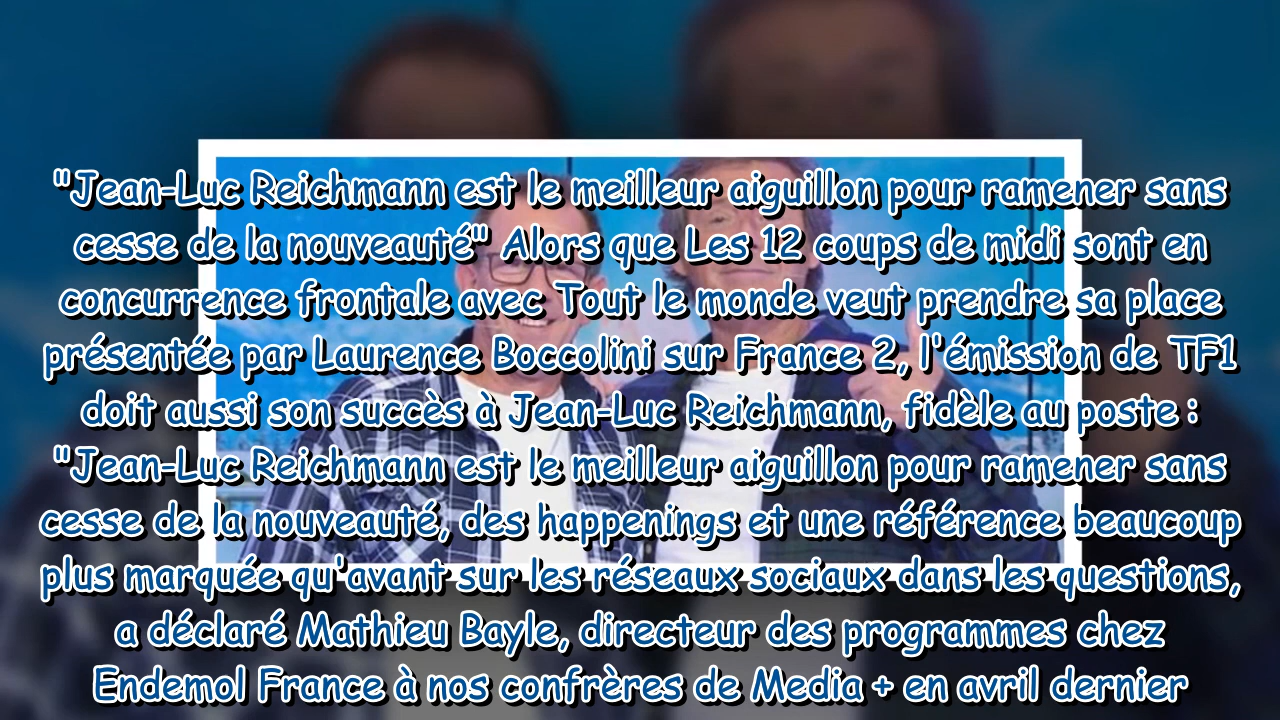 "Jean-Luc Reichmann est le meilleur aiguillon pour ramener sans
cesse de la nouveauté" Alors que Les 12 coups de midi sont en
concurrence frontale avec Tout le monde veut prendre sa place
présentée par Laurence Boccolini sur France 2, l'émission de TF1
doit aussi son succès à Jean-Luc Reichmann, fidèle au poste :
"Jean-Luc Reichmann est le meilleur aiguillon pour ramener sans
cesse de la nouveauté, des happenings et une référence beaucoup
plus marquée qu'avant sur les réseaux sociaux dans les questions,
a déclaré Mathieu Bayle, directeur des programmes chez
Endemol France à nos confrères de Media + en avril dernier